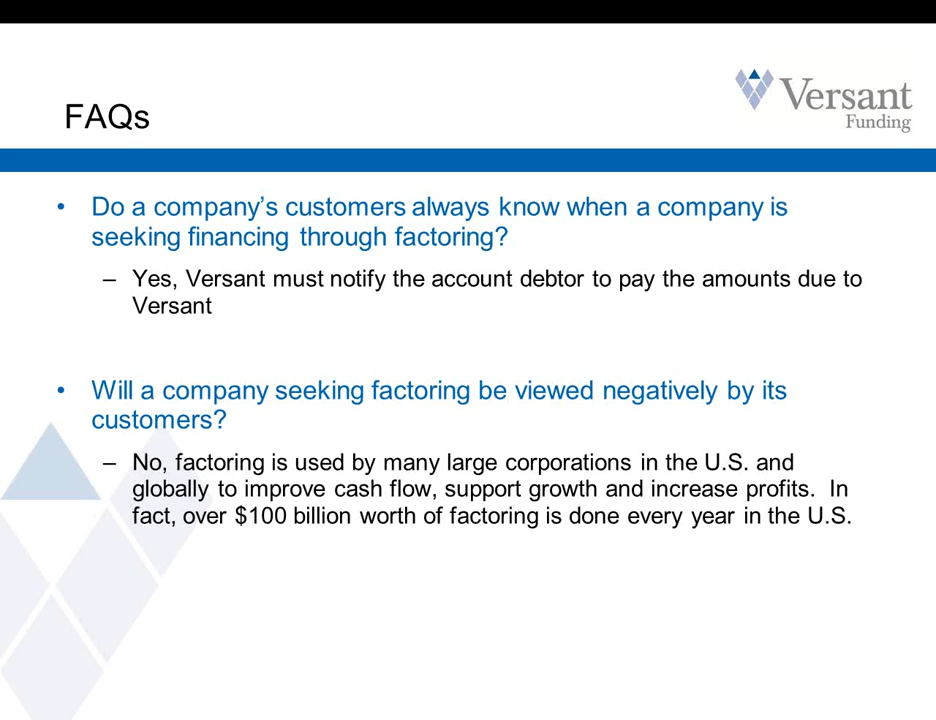 Versant
Funding
FAQs
• Do a company’s customers always know when a company is
seeking financing through factoring?
– Yes, Versant must notify the account debtor to pay the amounts due to
Versant
• Will a company seeking factoring be viewed negatively by its
customers?
– No, factoring is used by many large corporations in the U.S. and
globally to improve cash flow, support growth and increase profits.  In
fact, over $100 billion worth of factoring is done every year in the U.S.